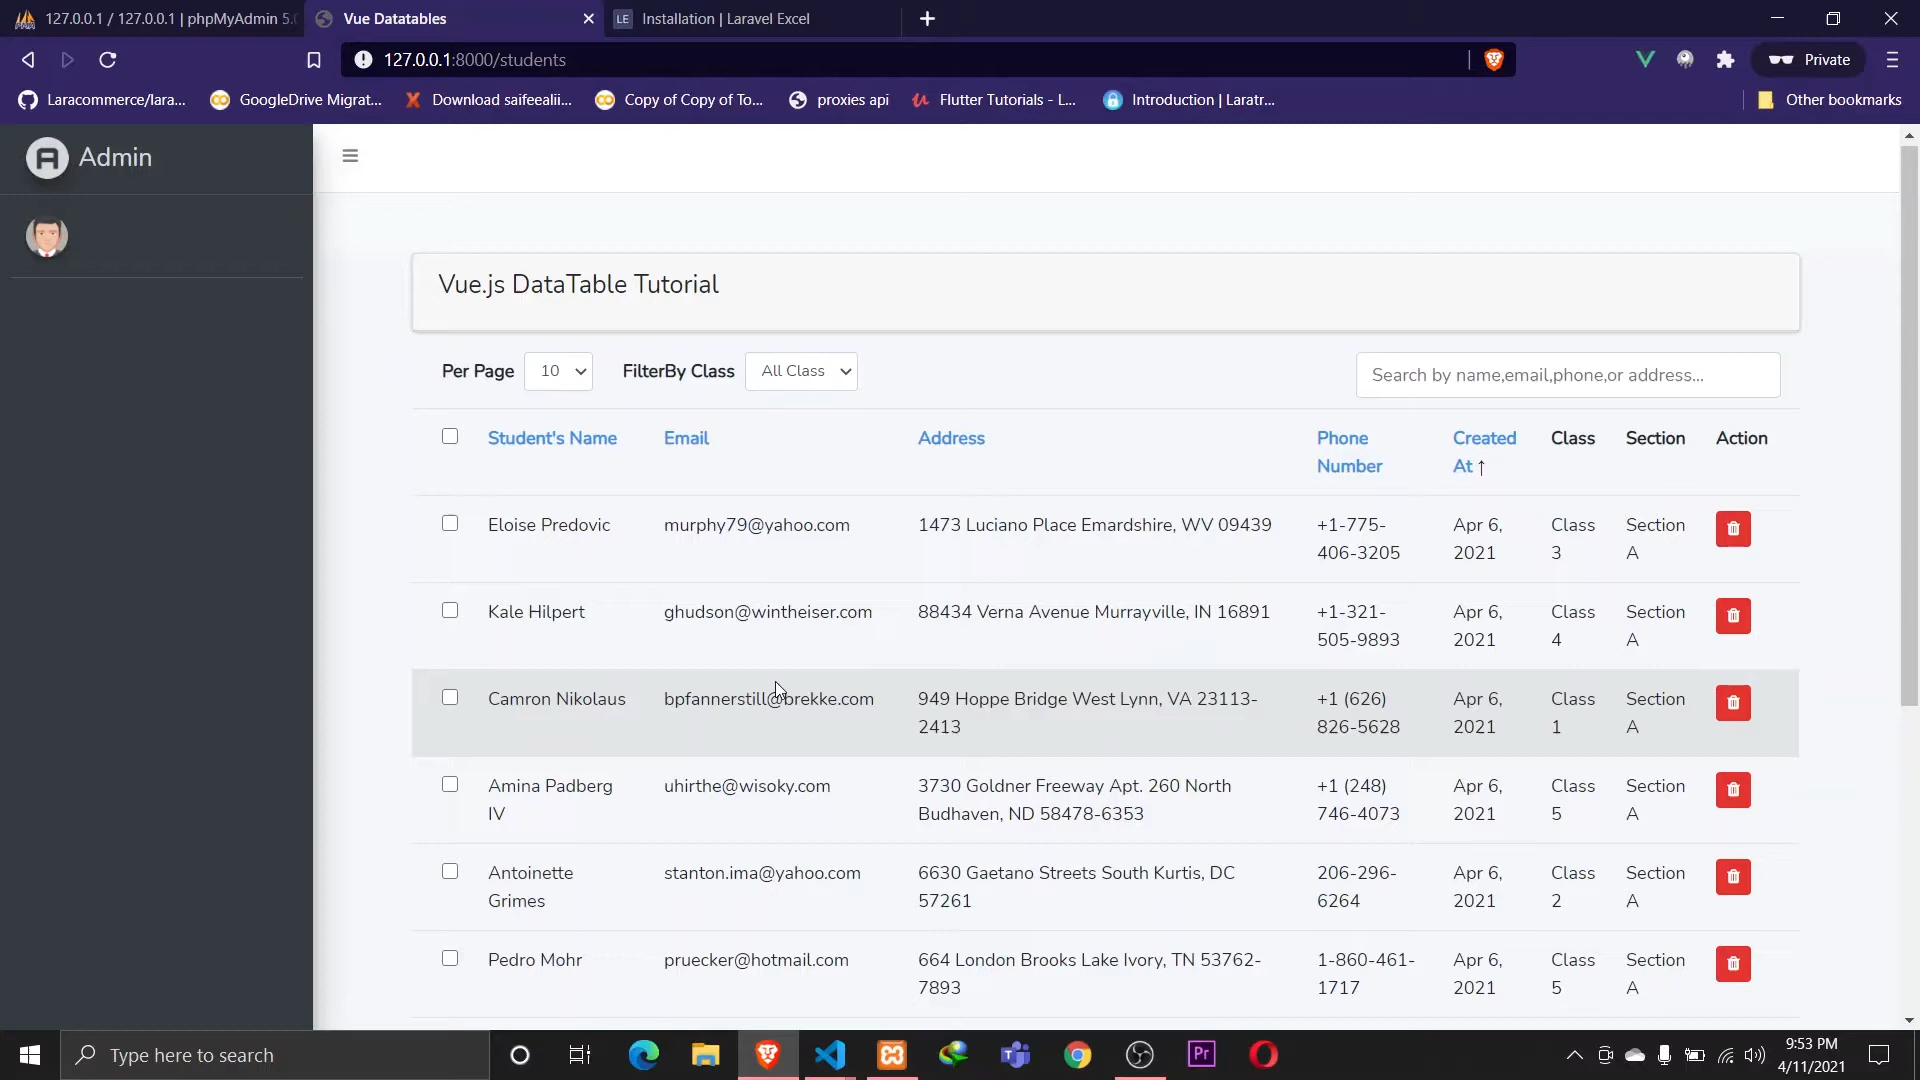 127.0.0.1 / 127.0.0.1 | phpMyAdmin 5.0
Vue Datatables
LE Installation | Laravel Excel
127.0.0.1:8000/students
Private
Laracommerce/lara...
GoogleDrive Migrat...
Download saifeealii...
Copy of Copy of To...
proxies api
Flutter Tutorials - L...
Introduction | Laratr...
Other bookmarks
Admin
Vue.js DataTable Tutorial
Per Page 10 FilterBy Class All Class Search by name,email,phone,or address...
Student's Name Email Address Phone Created Class Section Action
Number At ↑
Eloise Predovic murphy79@yahoo.com 1473 Luciano Place Emardshire, WV 09439 +1-775- Apr 6, Class Section
406-3205 2021 3 A
Kale Hilpert ghudson@wintheiser.com 88434 Verna Avenue Murrayville, IN 16891 +1-321- Apr 6, Class Section
505-9893 2021 4 A
Camron Nikolaus bpfannerstill@brekke.com 949 Hoppe Bridge West Lynn, VA 23113- +1 (626) Apr 6, Class Section
2413 826-5628 2021 1 A
Amina Padberg uhirthe@wisoky.com 3730 Goldner Freeway Apt. 260 North +1 (248) Apr 6, Class Section
IV Budhaven, ND 58478-6353 746-4073 2021 5 A
Antoinette stanton.ima@yahoo.com 6630 Gaetano Streets South Kurtis, DC 206-296- Apr 6, Class Section
Grimes 57261 6264 2021 2 A
Pedro Mohr pruecker@hotmail.com 664 London Brooks Lake Ivory, TN 53762- 1-860-461- Apr 6, Class Section
7893 1717 2021 5 A
Type here to search
Pr
9:53 PM
4/11/2021